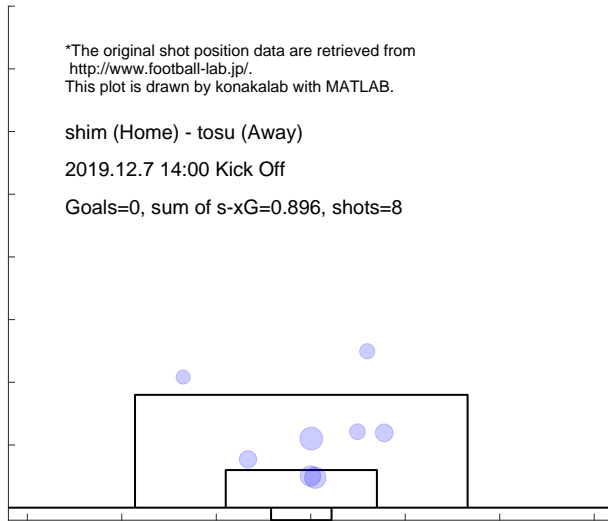 *The original shot position data are retrieved from
http://www.football-lab.jp/.
This plot is drawn by konakalab with MATLAB.
shim (Home) - tosu (Away)
2019.12.7 14:00 Kick Off
Goals=0, sum of s-xG=0.896, shots=8